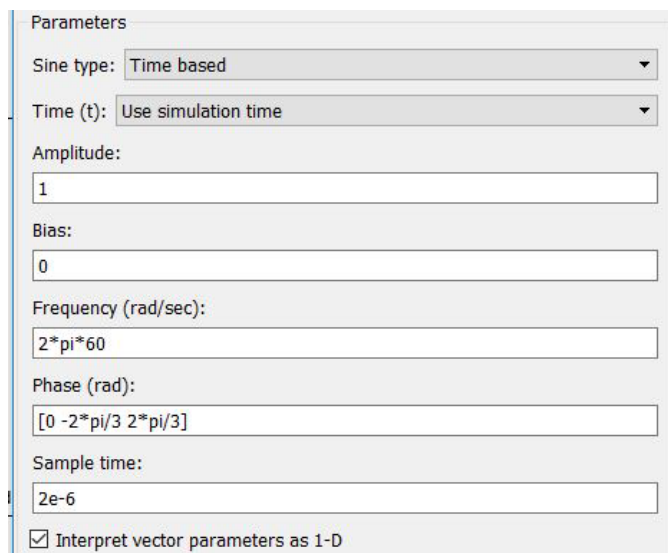 Parameters
Sine type: Time based
Time (t): Use simulation time
Amplitude:
1
Bias:
0
Frequency (rad/sec):
2*pi*60
Phase (rad):
[0 -2*pi/3 2*pi/3]
Sample time:
2e-6
Interpret vector parameters as 1-D